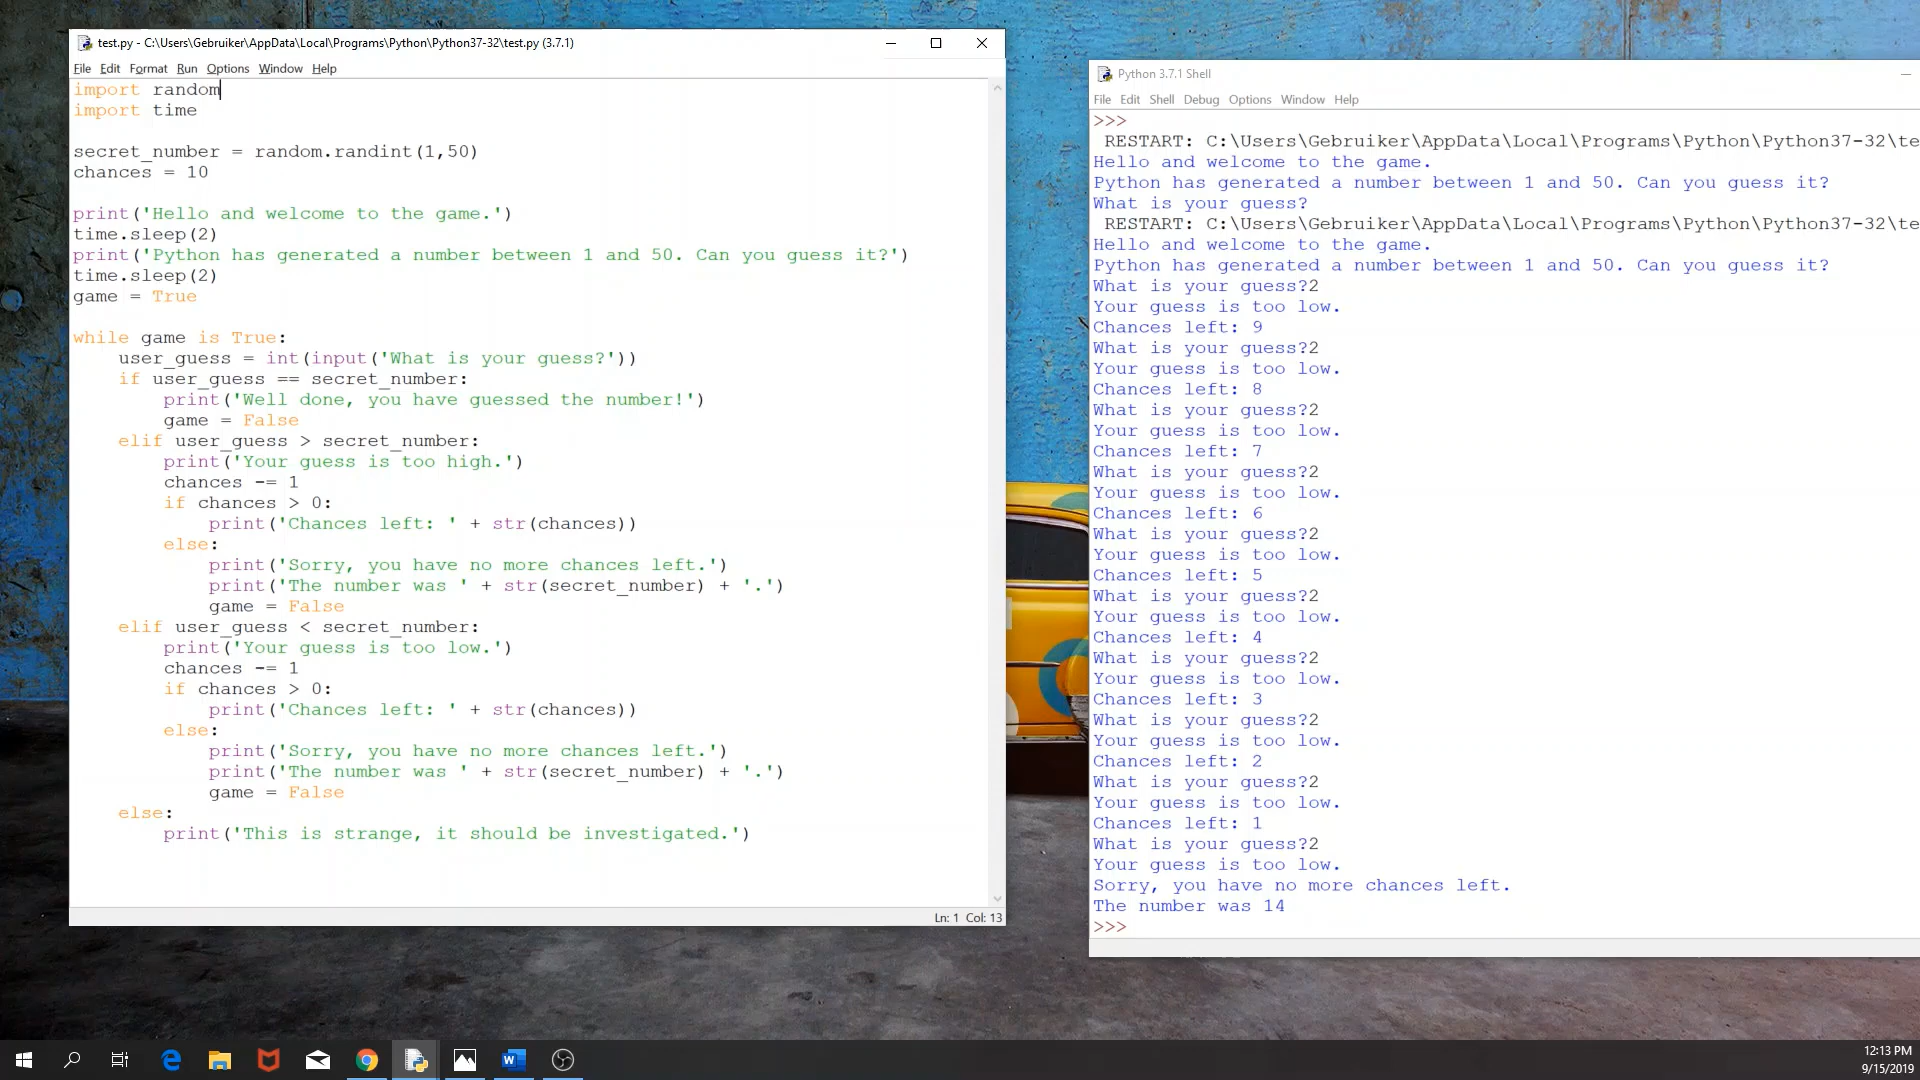 test.py - C:\Users\Gebruiker\AppData\Local\Programs\Python\Python37-32\test.py (3.7.1)
File Edit Format Run Options Window Help
import random
import time
secret_number = random.randint(1,50)
chances = 10
print('Hello and welcome to the game.')
time.sleep(2)
print('Python has generated a number between 1 and 50. Can you guess it?')
time.sleep(2)
game = True
while game is True:
    user_guess = int(input('What is your guess?'))
    if user_guess == secret_number:
        print('Well done, you have guessed the number!')
        game = False
    elif user_guess > secret_number:
        print('Your guess is too high.')
        chances -= 1
        if chances > 0:
            print('Chances left: ' + str(chances))
        else:
            print('Sorry, you have no more chances left.')
            print('The number was ' + str(secret_number) + '.')
            game = False
    elif user_guess < secret_number:
        print('Your guess is too low.')
        chances -= 1
        if chances > 0:
            print('Chances left: ' + str(chances))
        else:
            print('Sorry, you have no more chances left.')
            print('The number was ' + str(secret_number) + '.')
            game = False
    else:
        print('This is strange, it should be investigated.')
Ln: 1 Col: 13
Python 3.7.1 Shell
File Edit Shell Debug Options Window Help
>>>
 RESTART: C:\Users\Gebruiker\AppData\Local\Programs\Python\Python37-32\te
Hello and welcome to the game.
Python has generated a number between 1 and 50. Can you guess it?
What is your guess?
 RESTART: C:\Users\Gebruiker\AppData\Local\Programs\Python\Python37-32\te
Hello and welcome to the game.
Python has generated a number between 1 and 50. Can you guess it?
What is your guess?2
Your guess is too low.
Chances left: 9
What is your guess?2
Your guess is too low.
Chances left: 8
What is your guess?2
Your guess is too low.
Chances left: 7
What is your guess?2
Your guess is too low.
Chances left: 6
What is your guess?2
Your guess is too low.
Chances left: 5
What is your guess?2
Your guess is too low.
Chances left: 4
What is your guess?2
Your guess is too low.
Chances left: 3
What is your guess?2
Your guess is too low.
Chances left: 2
What is your guess?2
Your guess is too low.
Chances left: 1
What is your guess?2
Your guess is too low.
Sorry, you have no more chances left.
The number was 14
>>>
12:13 PM
9/15/2019